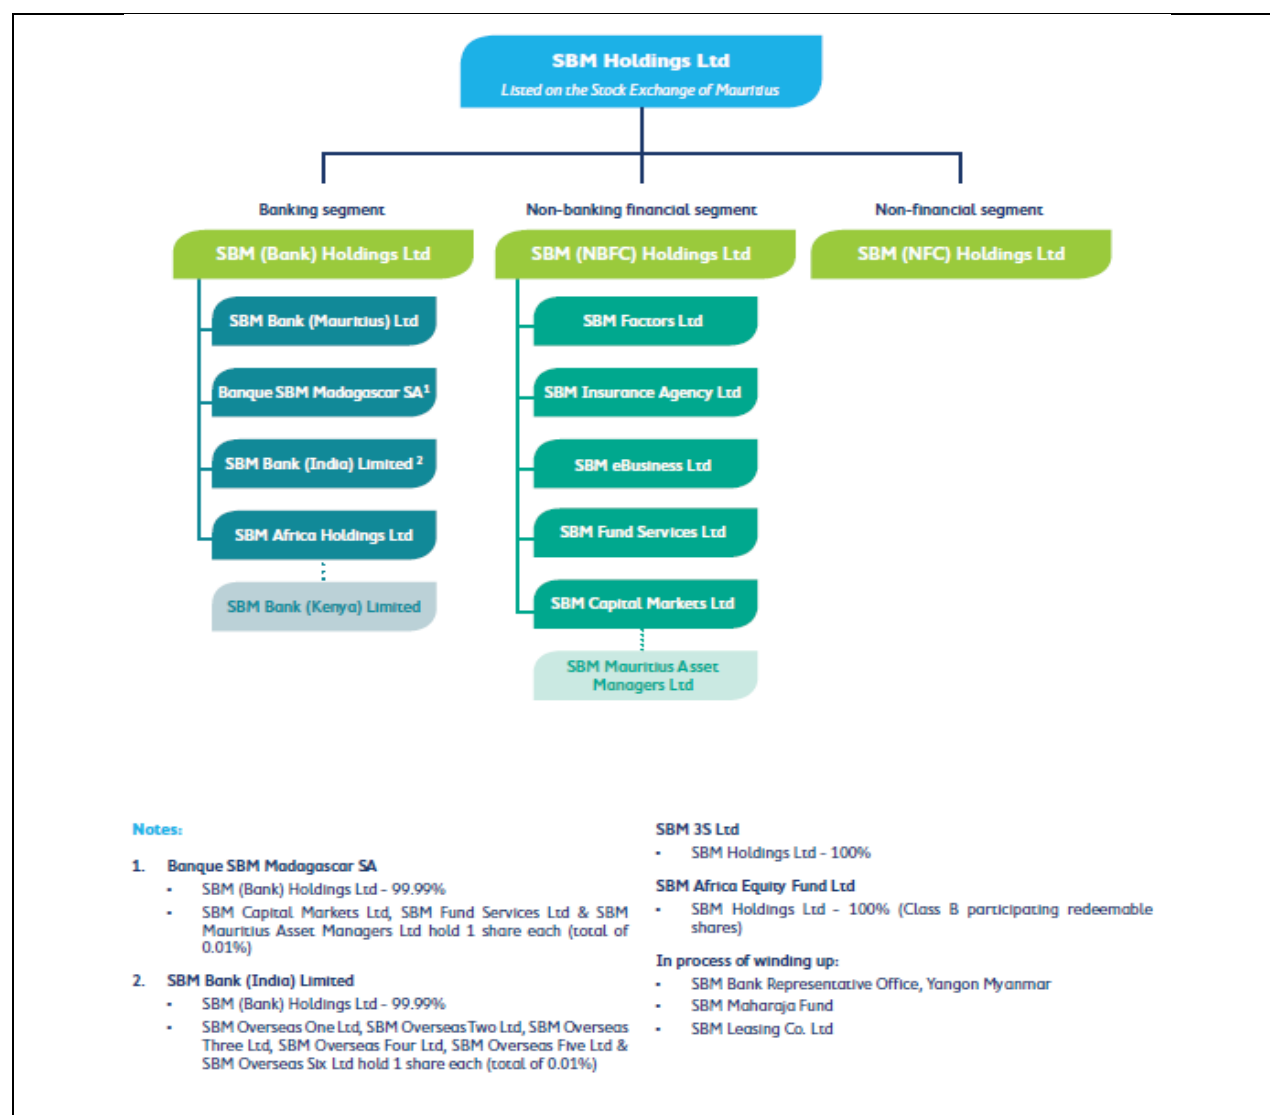 SBM Holdings Ltd
Listed on the Stock Exchange of Mauritius
Banking segment
Non-banking financial segment
Non-financial segment
SBM (Bank) Holdings Ltd
SBM (NBFC) Holdings Ltd
SBM (NFC) Holdings Ltd
SBM Bank (Mauritius) Ltd
Banque SBM Madagascar SA¹
SBM Bank (India) Limited ²
SBM Africa Holdings Ltd
SBM Bank (Kenya) Limited
SBM Factors Ltd
SBM Insurance Agency Ltd
SBM eBusiness Ltd
SBM Fund Services Ltd
SBM Capital Markets Ltd
SBM Mauritius Asset
Managers Ltd
Notes:
1. Banque SBM Madagascar SA
• SBM (Bank) Holdings Ltd – 99.99%
• SBM Capital Markets Ltd, SBM Fund Services Ltd & SBM
Mauritius Asset Managers Ltd hold 1 share each (total of
0.01%)
2. SBM Bank (India) Limited
• SBM (Bank) Holdings Ltd – 99.99%
• SBM Overseas One Ltd, SBM Overseas Two Ltd, SBM Overseas
Three Ltd, SBM Overseas Four Ltd, SBM Overseas Five Ltd &
SBM Overseas Six Ltd hold 1 share each (total of 0.01%)
SBM 3S Ltd
• SBM Holdings Ltd – 100%
SBM Africa Equity Fund Ltd
• SBM Holdings Ltd – 100% (Class B participating redeemable
shares)
In process of winding up:
• SBM Bank Representative Office, Yangon Myanmar
• SBM Maharaja Fund
• SBM Leasing Co. Ltd